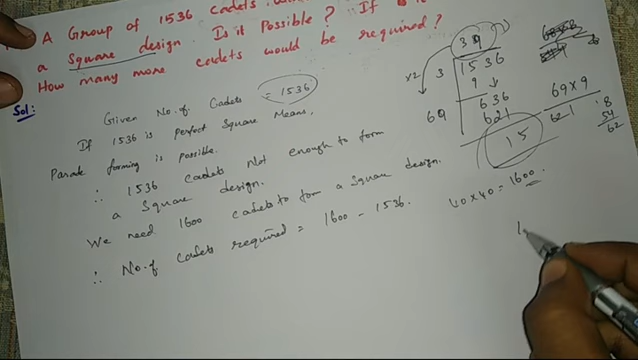 A Group of 1536 cadets
a Square design. Is it Possible? If
How many more cadets would be required?
Sol:
Given No. of Cadets = 1536
If 1536 is perfect Square Means,
Parade forming is possible.
∴ 1536 cadets Not enough to form
a Square design.
We need 1600 cadets to form a Square design.
∴ No. of cadets required = 1600 - 1536.
39
3 1536
×2 9 ↓
636
69 621
15
69×9
621
8
54
62
40 × 40 = 1600.